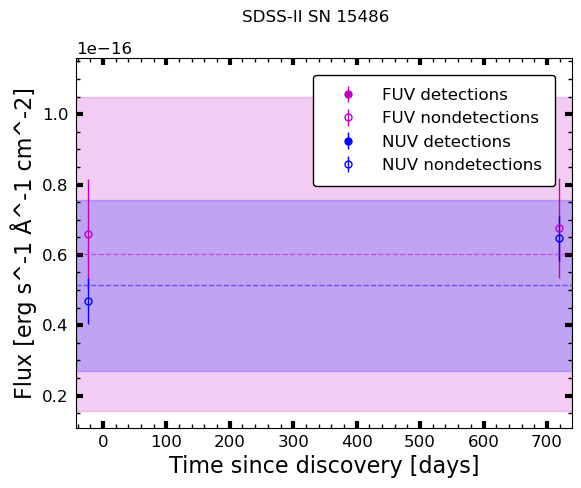 SDSS-II SN 15486
1e−16
FUV detections
FUV nondetections
NUV detections
NUV nondetections
1.0
0.8
0.6
0.4
0.2
Flux [erg s^-1 Å^-1 cm^-2]
0 100 200 300 400 500 600 700
Time since discovery [days]